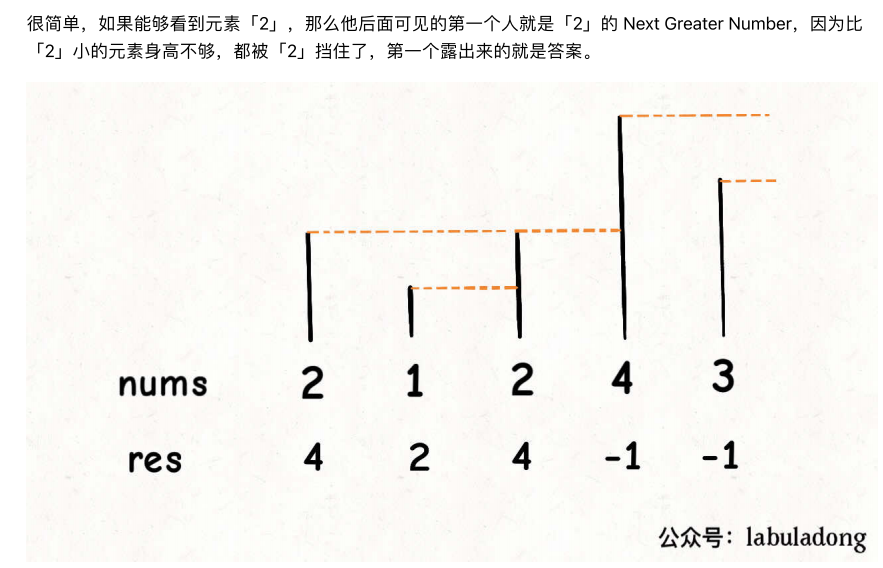 很简单，如果能够看到元素「2」，那么他后面可见的第一个人就是「2」的 Next Greater Number，因为比
「2」小的元素身高不够，都被「2」挡住了，第一个露出来的就是答案。
nums 2 1 2 4 3
res 4 2 4 -1 -1
公众号：labuladong